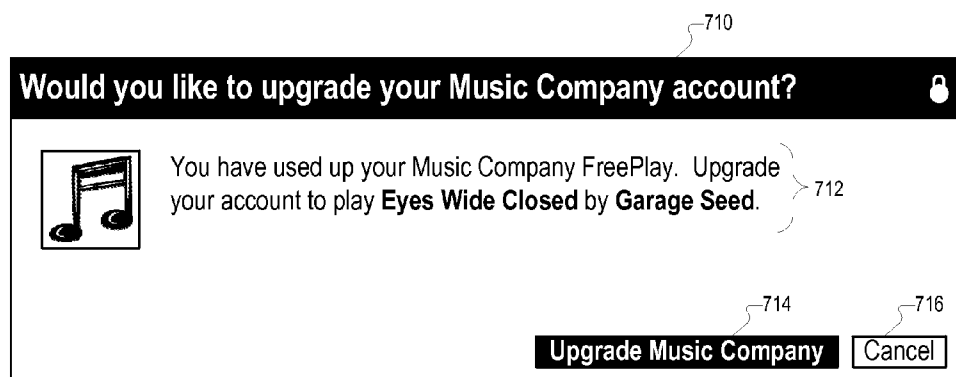 710
Would you like to upgrade your Music Company account?
You have used up your Music Company FreePlay. Upgrade
your account to play Eyes Wide Closed by Garage Seed.
712
714
716
Upgrade Music Company
Cancel